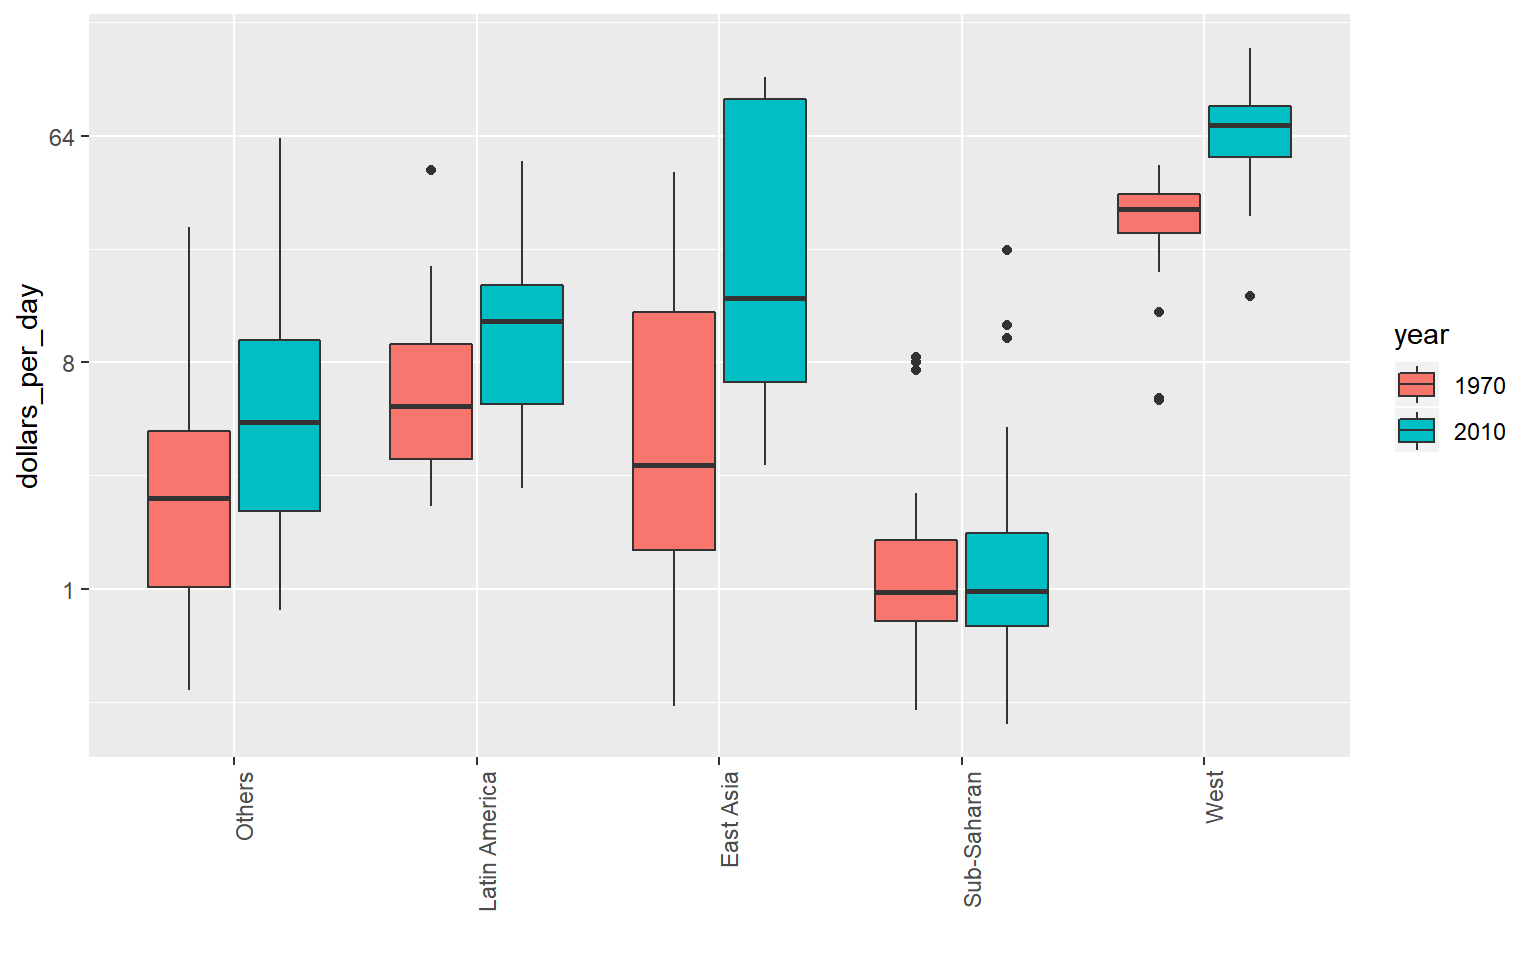 dollars_per_day
64
8
1
Others
Latin America
East Asia
Sub-Saharan
West
year
1970
2010